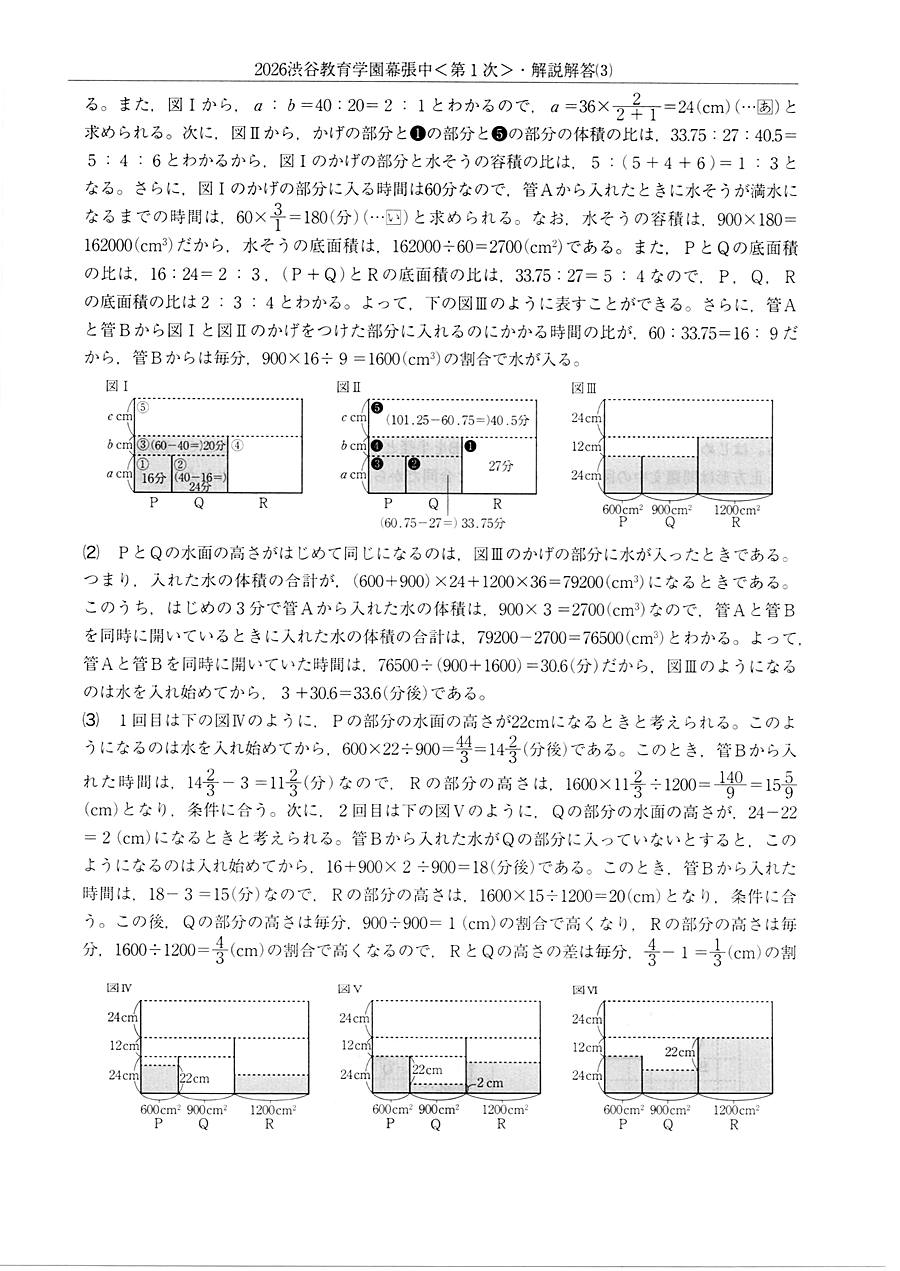 2026渋谷教育学園幕張中<第1次>・解説解答(3)
る。また，図Ⅰから，a：b＝40：20＝2：1とわかるので，a＝36×2/(2＋1)＝24(cm)(…あ)と
求められる。次に，図Ⅱから，かげの部分と❶の部分と❺の部分の体積の比は，33.75：27：40.5＝
5：4：6とわかるから，図Ⅰのかげの部分と水そうの容積の比は，5：(5＋4＋6)＝1：3と
なる。さらに，図Ⅰのかげの部分に入る時間は60分なので，管Aから入れたときに水そうが満水に
なるまでの時間は，60×3/1＝180(分)(…い)と求められる。なお，水そうの容積は，900×180＝
162000(cm³)だから，水そうの底面積は，162000÷60＝2700(cm²)である。また，PとQの底面積
の比は，16：24＝2：3，(P＋Q)とRの底面積の比は，33.75：27＝5：4なので，P，Q，R
の底面積の比は2：3：4とわかる。よって，下の図Ⅲのように表すことができる。さらに，管A
と管Bから図Ⅰと図Ⅱのかげをつけた部分に入れるのにかかる時間の比が，60：33.75＝16：9だ
から，管Bからは毎分，900×16÷9＝1600(cm³)の割合で水が入る。
図Ⅰ
c cm
⑤
b cm
③(60−40＝)20分
④
a cm
①
16分
②
(40−16＝)
24分
P Q R
図Ⅱ
c cm
❺
(101.25−60.75＝)40.5分
b cm
❹
❶
a cm
❸
❷
27分
P Q R
(60.75−27＝)33.75分
図Ⅲ
24cm
12cm
24cm
600cm² 900cm² 1200cm²
P Q R
(2) PとQの水面の高さがはじめて同じになるのは，図Ⅲのかげの部分に水が入ったときである。
つまり，入れた水の体積の合計が，(600＋900)×24＋1200×36＝79200(cm³)になるときである。
このうち，はじめの3分で管Aから入れた水の体積は，900×3＝2700(cm³)なので，管Aと管B
を同時に開いているときに入れた水の体積の合計は，79200−2700＝76500(cm³)とわかる。よって，
管Aと管Bを同時に開いていた時間は，76500÷(900＋1600)＝30.6(分)だから，図Ⅲのようになる
のは水を入れ始めてから，3＋30.6＝33.6(分後)である。
(3) 1回目は下の図Ⅳのように，Pの部分の水面の高さが22cmになるときと考えられる。このよ
うになるのは水を入れ始めてから，600×22÷900＝44/3＝14 2/3(分後)である。このとき，管Bから入
れた時間は，14 2/3−3＝11 2/3(分)なので，Rの部分の高さは，1600×11 2/3÷1200＝140/9＝15 5/9
(cm)となり，条件に合う。次に，2回目は下の図Ⅴのように，Qの部分の水面の高さが，24−22
＝2(cm)になるときと考えられる。管Bから入れた水がQの部分に入っていないとすると，この
ようになるのは入れ始めてから，16＋900×2÷900＝18(分後)である。このとき，管Bから入れた
時間は，18−3＝15(分)なので，Rの部分の高さは，1600×15÷1200＝20(cm)となり，条件に合
う。この後，Qの部分の高さは毎分，900÷900＝1(cm)の割合で高くなり，Rの部分の高さは毎
分，1600÷1200＝4/3(cm)の割合で高くなるので，RとQの高さの差は毎分，4/3−1＝1/3(cm)の割
図Ⅳ
24cm
12cm
24cm
22cm
600cm² 900cm² 1200cm²
P Q R
図Ⅴ
24cm
12cm
24cm
22cm
2cm
600cm² 900cm² 1200cm²
P Q R
図Ⅵ
24cm
12cm
22cm
24cm
600cm² 900cm² 1200cm²
P Q R